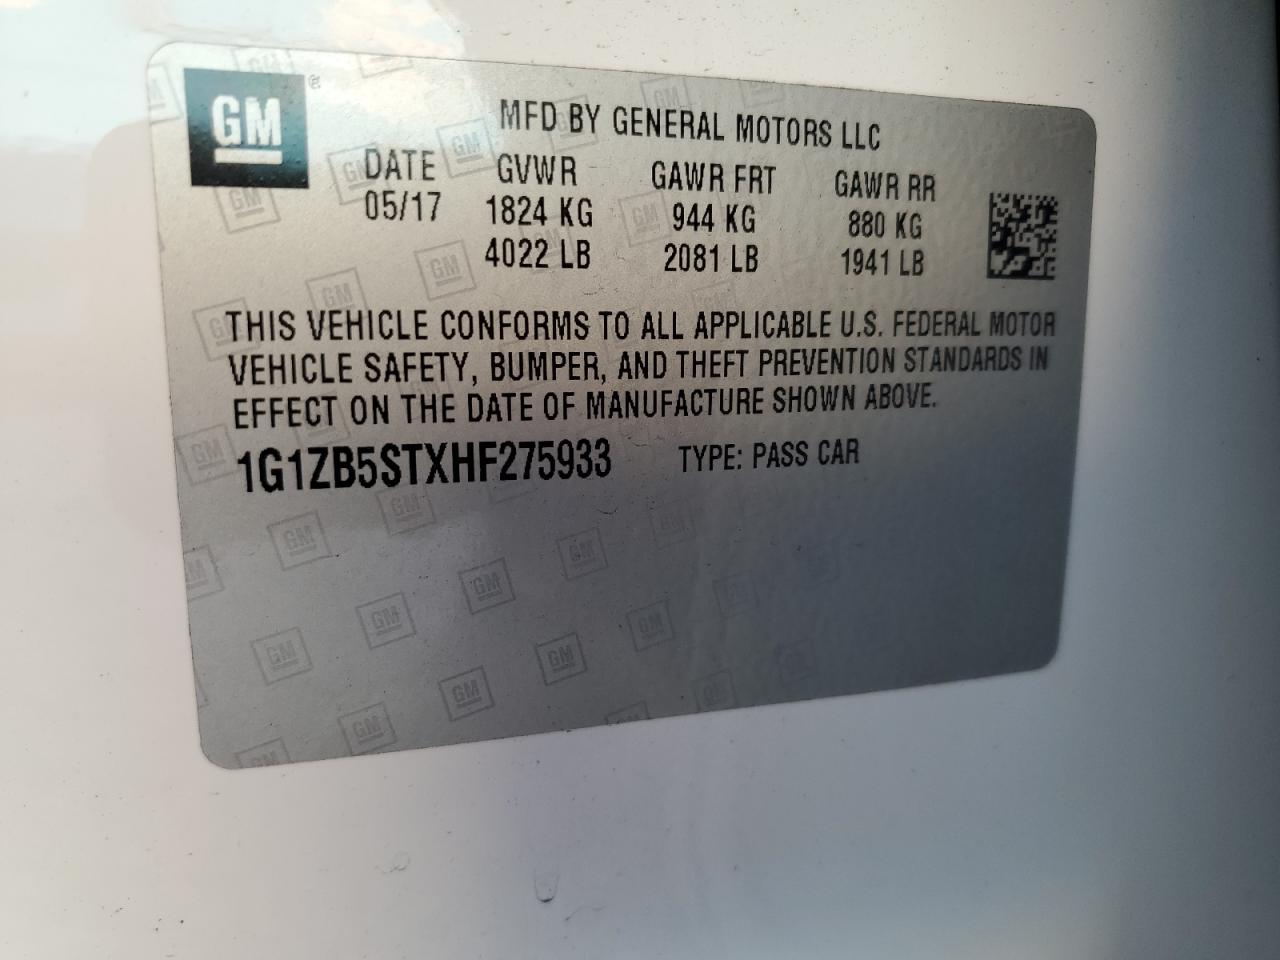 GM ®
MFD BY GENERAL MOTORS LLC
DATE GVWR GAWR FRT GAWR RR
05/17 1824 KG 944 KG 880 KG
4022 LB 2081 LB 1941 LB
THIS VEHICLE CONFORMS TO ALL APPLICABLE U.S. FEDERAL MOTOR
VEHICLE SAFETY, BUMPER, AND THEFT PREVENTION STANDARDS IN
EFFECT ON THE DATE OF MANUFACTURE SHOWN ABOVE.
1G1ZB5STXHF275933 TYPE: PASS CAR